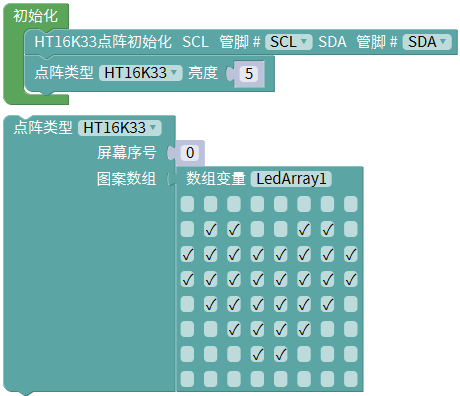 初始化
HT16K33点阵初始化 SCL 管脚 # SCL SDA 管脚 # SDA
点阵类型 HT16K33 亮度 5
点阵类型 HT16K33
屏幕序号 0
图案数组 数组变量 LedArray1